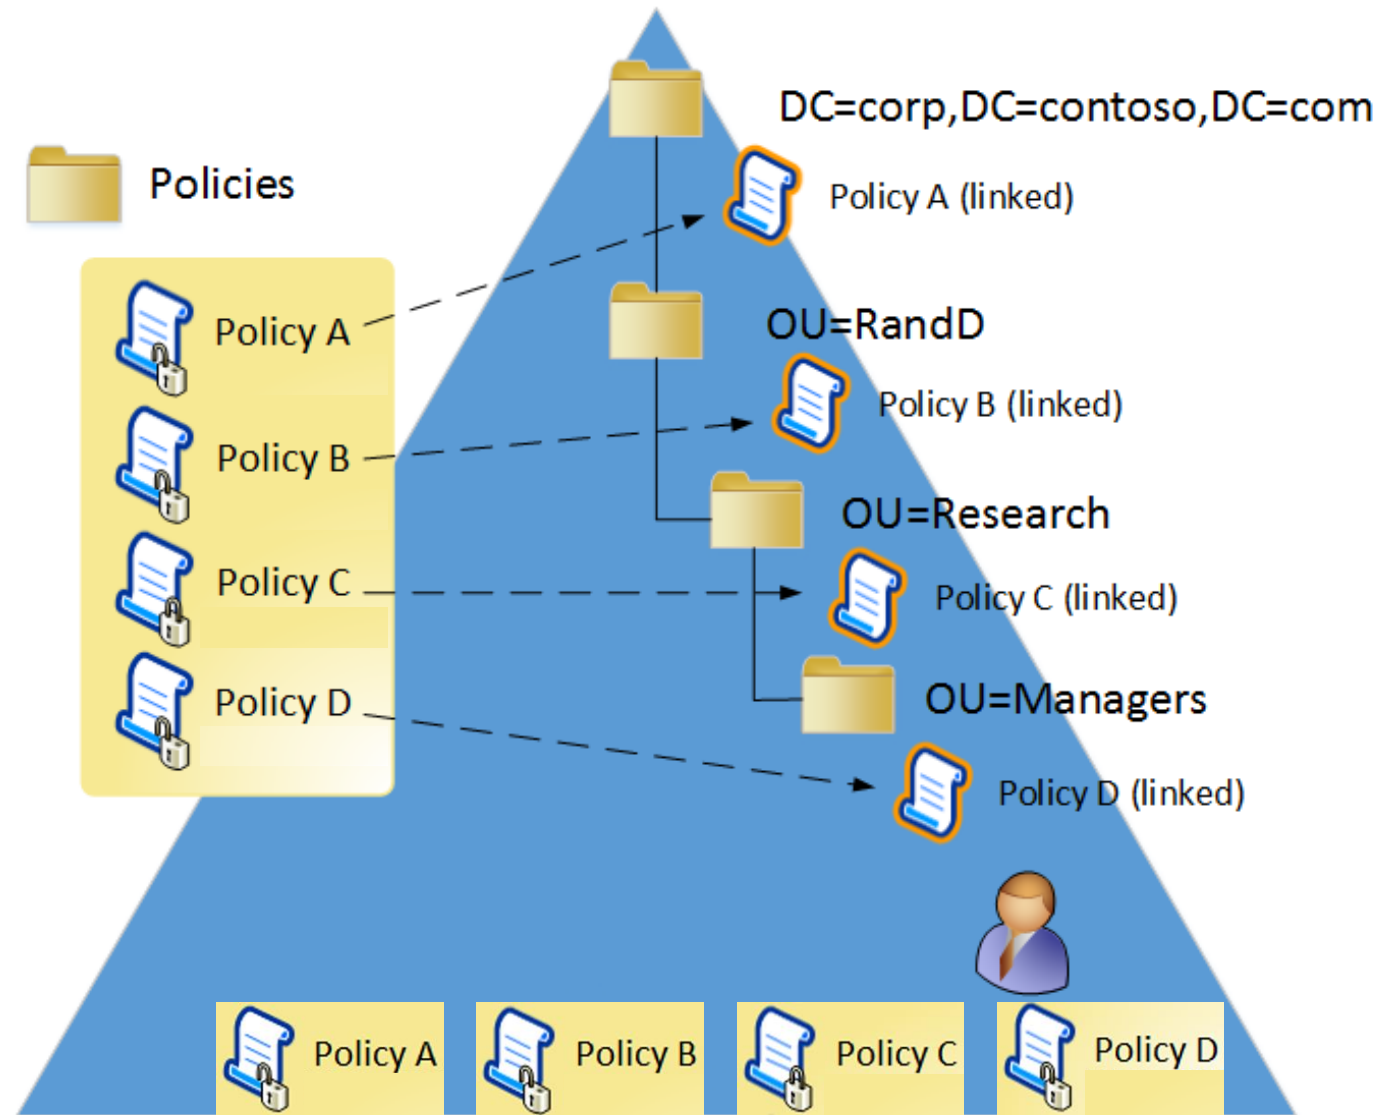 DC=corp,DC=contoso,DC=com
Policies
Policy A (linked)
Policy A
OU=RandD
Policy B (linked)
Policy B
OU=Research
Policy C
Policy C (linked)
Policy D
OU=Managers
Policy D (linked)
Policy A
Policy B
Policy C
Policy D